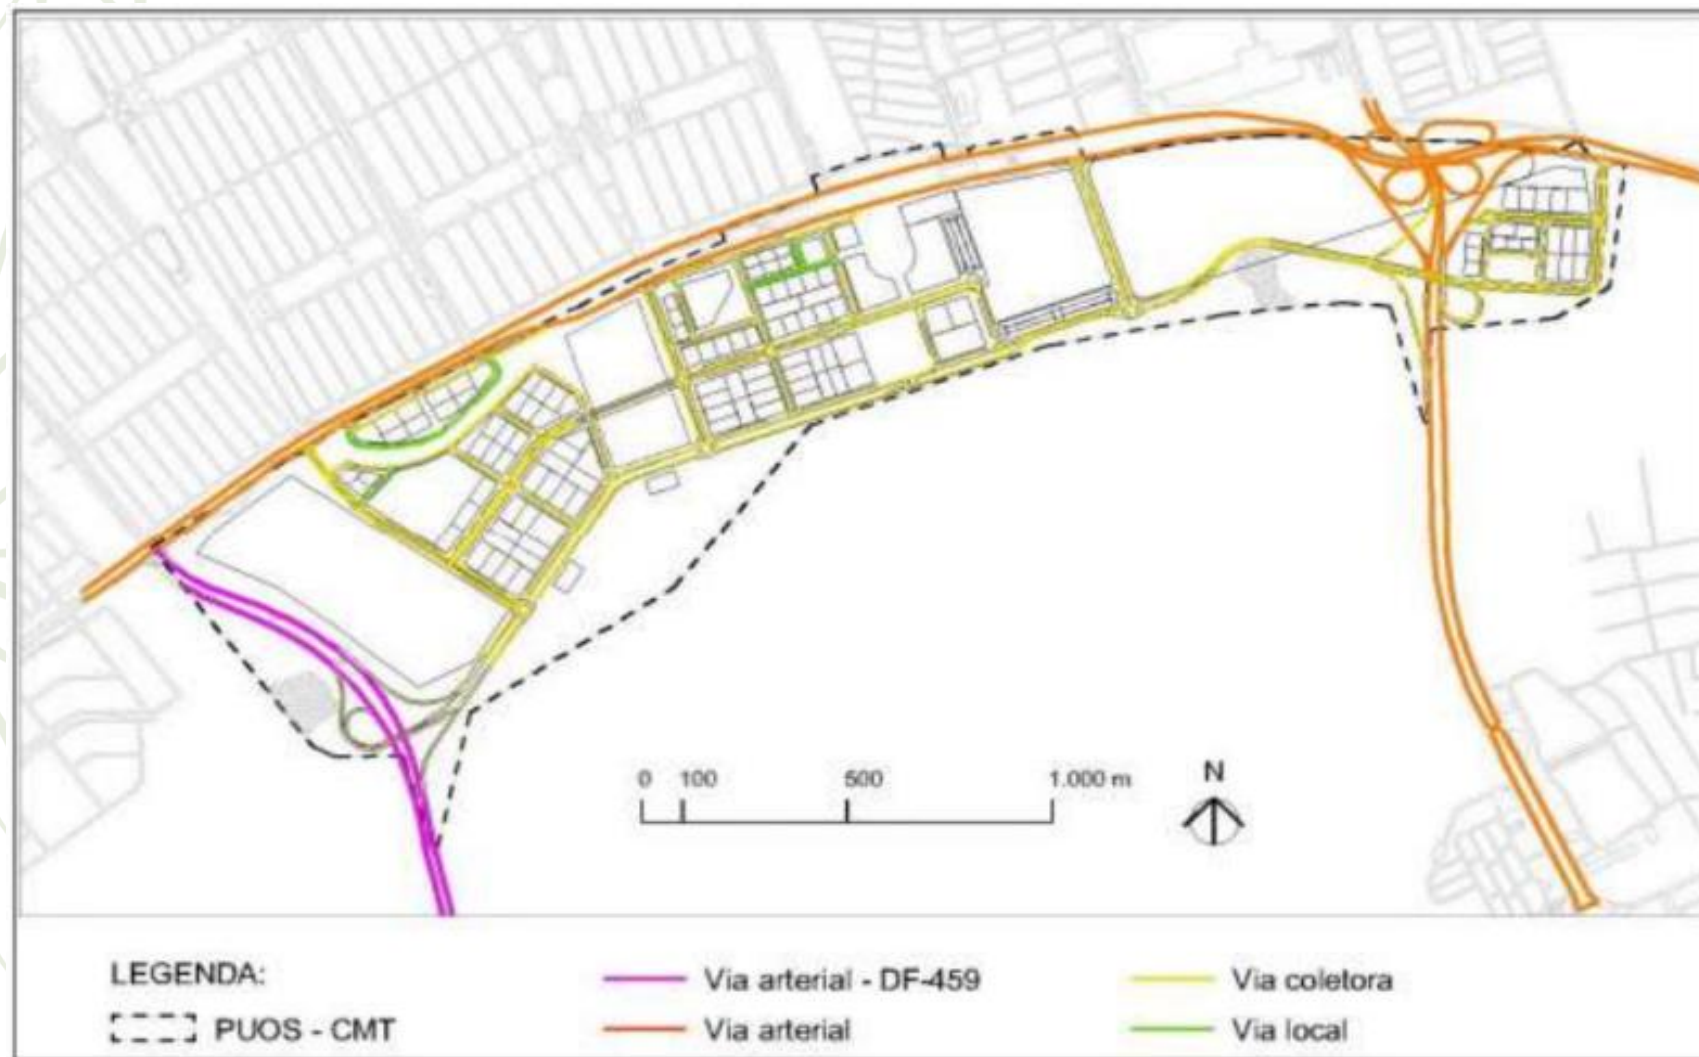 0 100 500 1.000 m
N
LEGENDA:
PUOS - CMT
Via arterial - DF-459
Via arterial
Via coletora
Via local